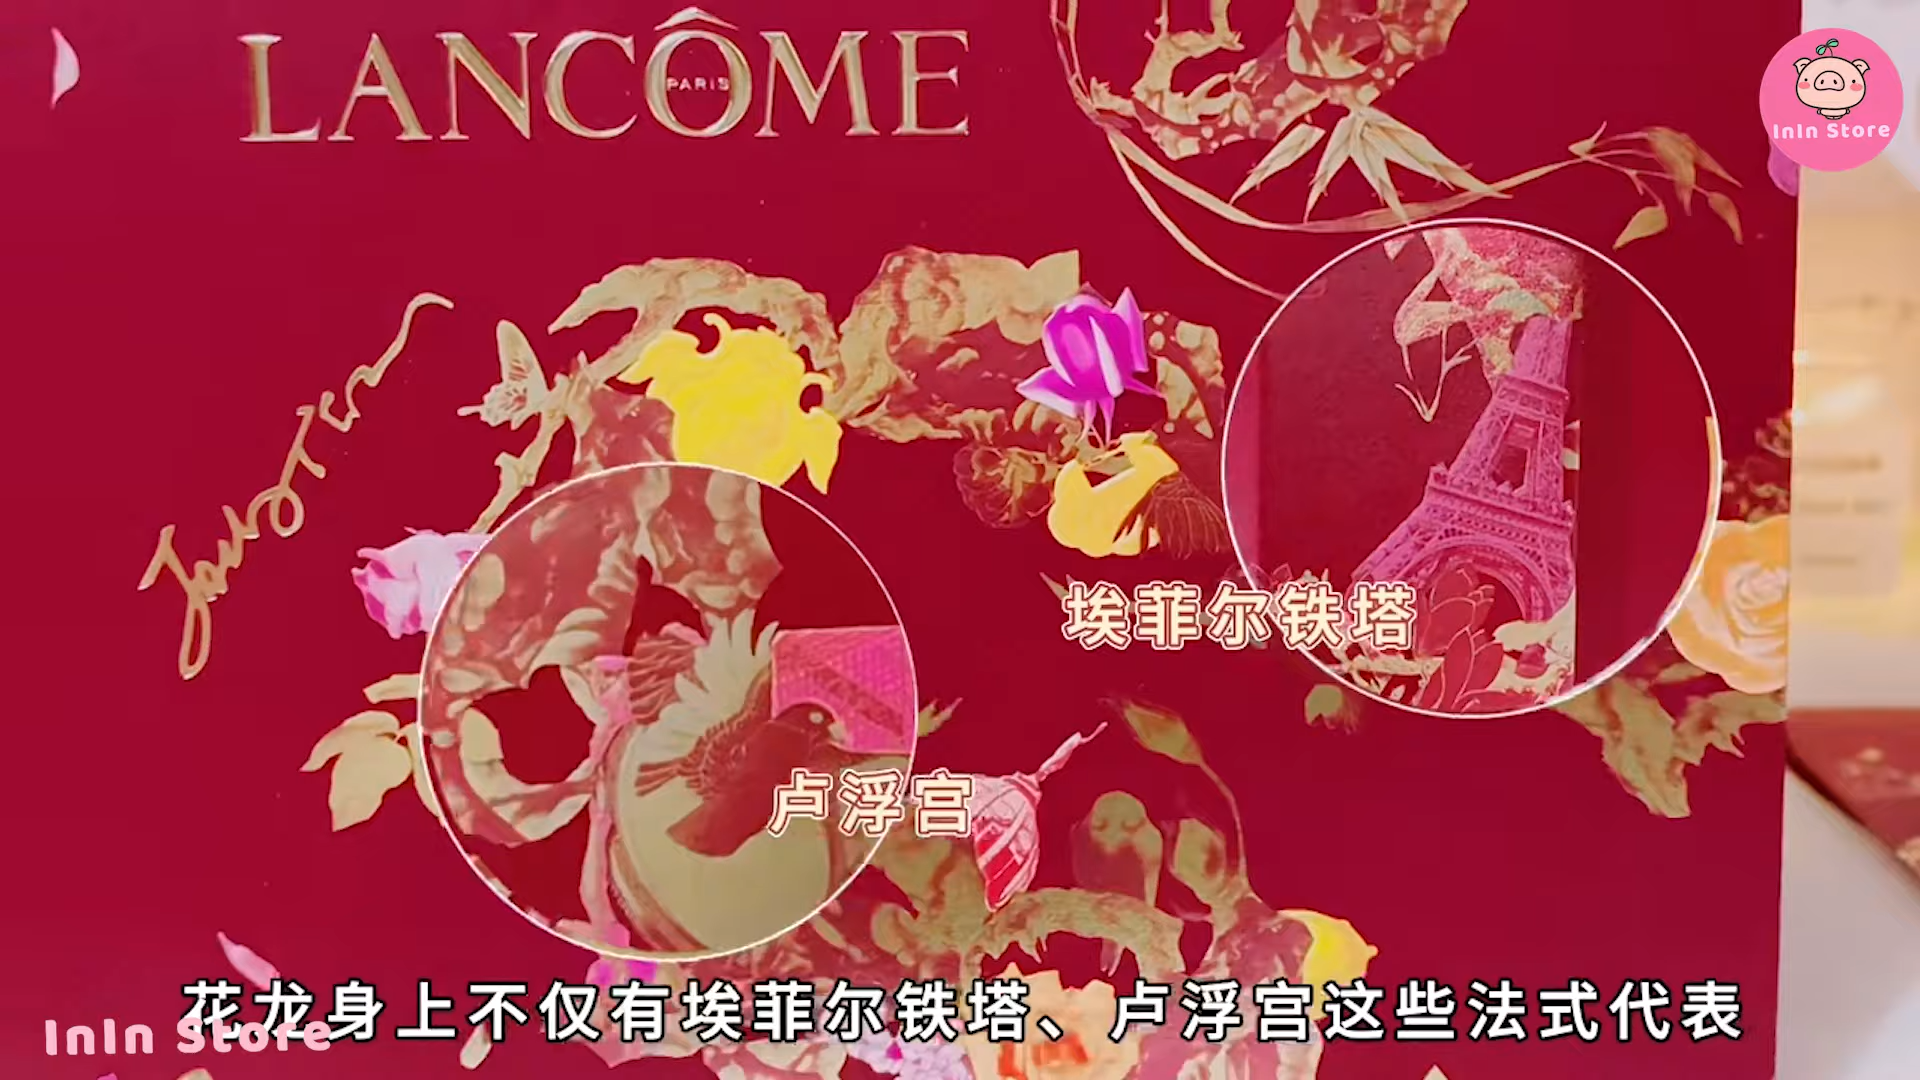 LANCÔME
PARIS
InIn Store
埃菲尔铁塔
卢浮宫
花龙身上不仅有埃菲尔铁塔、卢浮宫这些法式代表
InIn Store